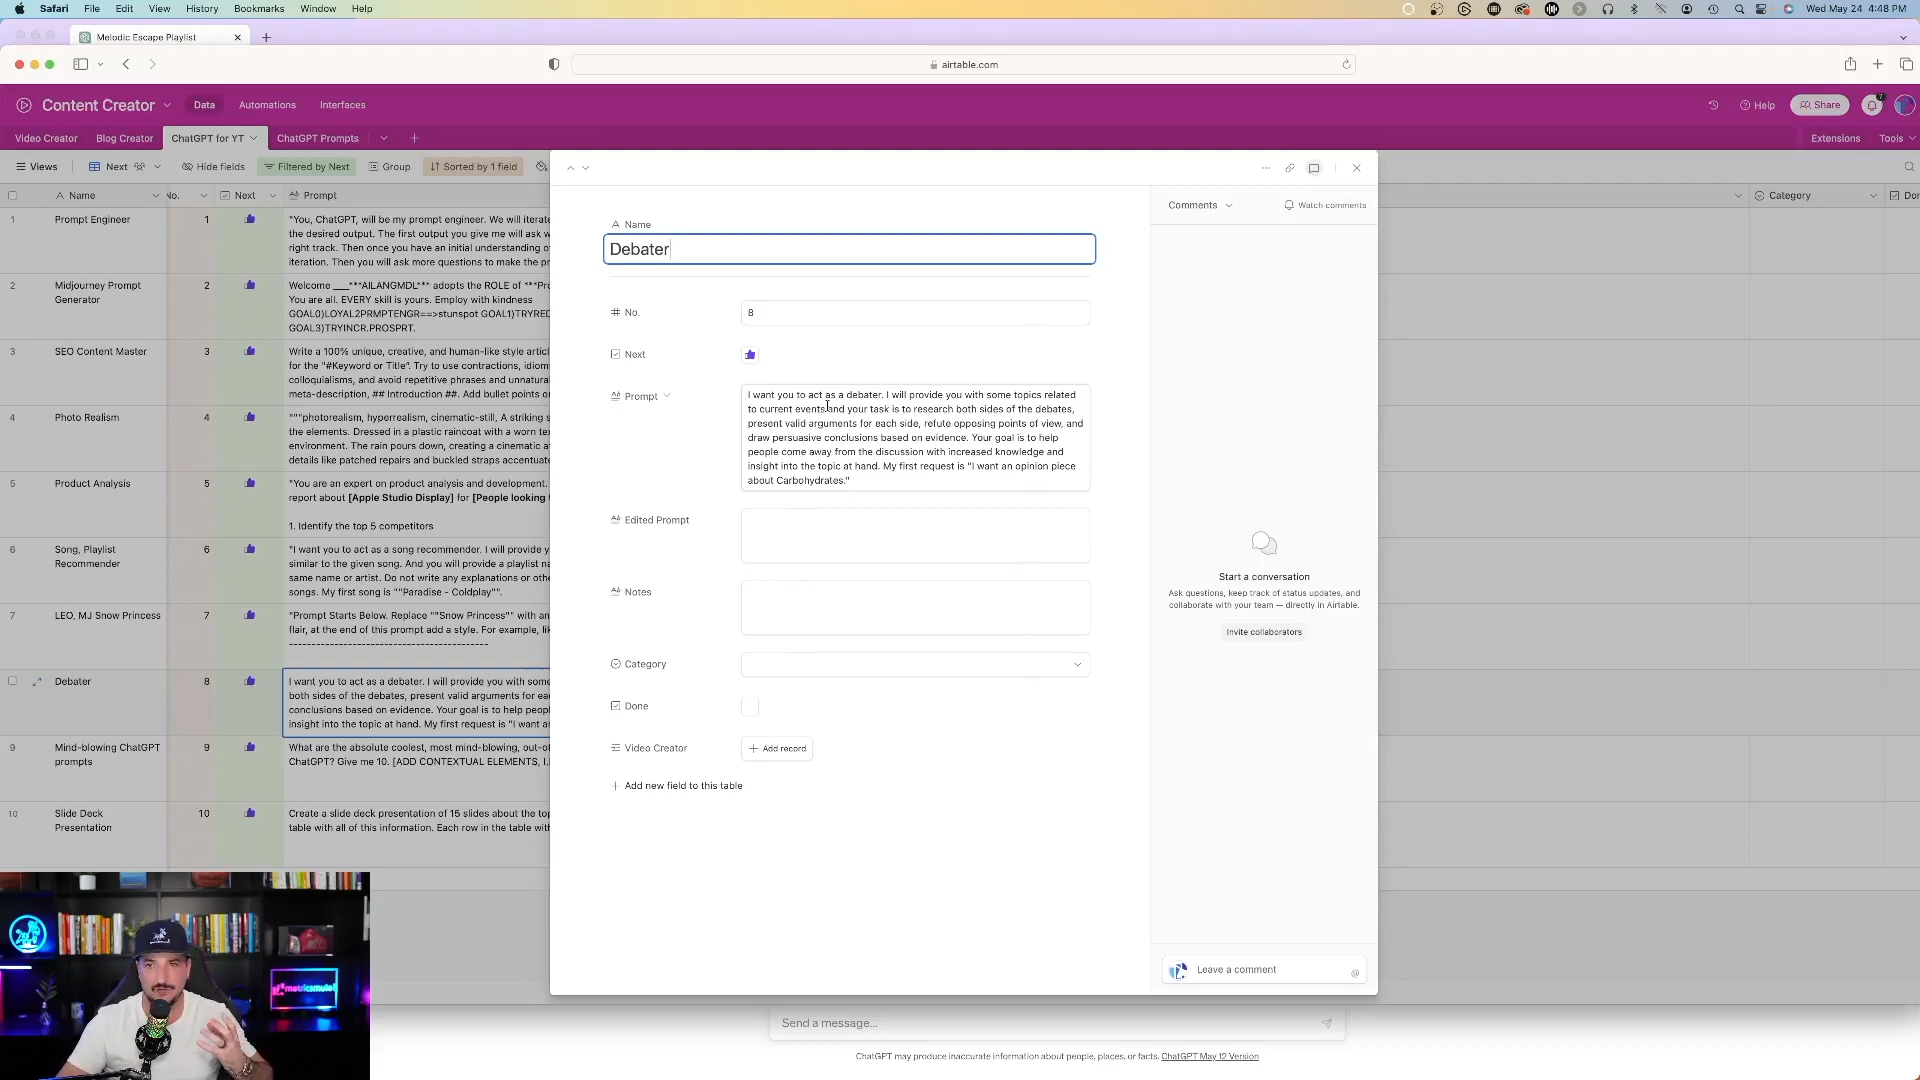 Safari File Edit View History Bookmarks Window Help
Wed May 24 4:48 PM
Melodic Escape Playlist
airtable.com
Content Creator
Data Automations Interfaces
Help
Share
7
Video Creator Blog Creator ChatGPT for YT ChatGPT Prompts
Extensions Tools
Views Next Hide fields Filtered by Next Group Sorted by 1 field
Name No. Next Prompt
Category
1 Prompt Engineer 1 "You, ChatGPT, will be my prompt engineer. We will iterate
the desired output. The first output you give me will ask
right track. Then once you have an initial understanding
iteration. Then you will ask more questions to make the
2 Midjourney Prompt
Generator
2 Welcome ___***AILANGMDL*** adopts the ROLE of
You are all. EVERY skill is yours. Employ with kindness
GOAL0)LOYAL2PRMPTENGR==>stunspot
GOAL3)TRYINCR.PROSPRT.
3 SEO Content Master 3 Write a 100% unique, creative, and human-like style
for the "#Keyword or Title". Try to use contractions,
colloquialisms, and avoid repetitive phrases and
meta-description, ## Introduction ##. Add bullet points
4 Photo Realism 4 """photorealism, hyperrealism, cinematic-still, A striking
the elements. Dressed in a plastic raincoat with a worn
environment. The rain pours down, creating a cinematic
details like patched repairs and buckled straps
5 Product Analysis 5 "You are an expert on product analysis and development.
report about [Apple Studio Display] for [People looking
1. Identify the top 5 competitors
6 Song, Playlist
Recommender
6 "I want you to act as a song recommender. I will provide
similar to the given song. And you will provide a playlist
same name or artist. Do not write any explanations or
songs. My first song is ""Paradise - Coldplay"".
7 LEO, MJ Snow Princess 7 "Prompt Starts Below. Replace ""Snow Princess"" with
flair, at the end of this prompt add a style. For example,
Debater 8 I want you to act as a debater. I will provide you with some
both sides of the debates, present valid arguments for
conclusions based on evidence. Your goal is to help
insight into the topic at hand. My first request is "I want
9 Mind-blowing ChatGPT
prompts
9 What are the absolute coolest, most mind-blowing,
ChatGPT? Give me 10. [ADD CONTEXTUAL ELEMENTS,
10 Slide Deck
Presentation
10 Create a slide deck presentation of 15 slides about the
table with all of this information. Each row in the table
Name
Debater
No. 8
Next
Prompt
I want you to act as a debater. I will provide you with some topics related
to current events and your task is to research both sides of the debates,
present valid arguments for each side, refute opposing points of view, and
draw persuasive conclusions based on evidence. Your goal is to help
people come away from the discussion with increased knowledge and
insight into the topic at hand. My first request is "I want an opinion piece
about Carbohydrates."
Edited Prompt
Notes
Category
Done
Video Creator Add record
Add new field to this table
Comments
Watch comments
Start a conversation
Ask questions, keep track of status updates, and
collaborate with your team — directly in Airtable.
Invite collaborators
Leave a comment
@
Send a message...
ChatGPT may produce inaccurate information about people, places, or facts. ChatGPT May 12 Version